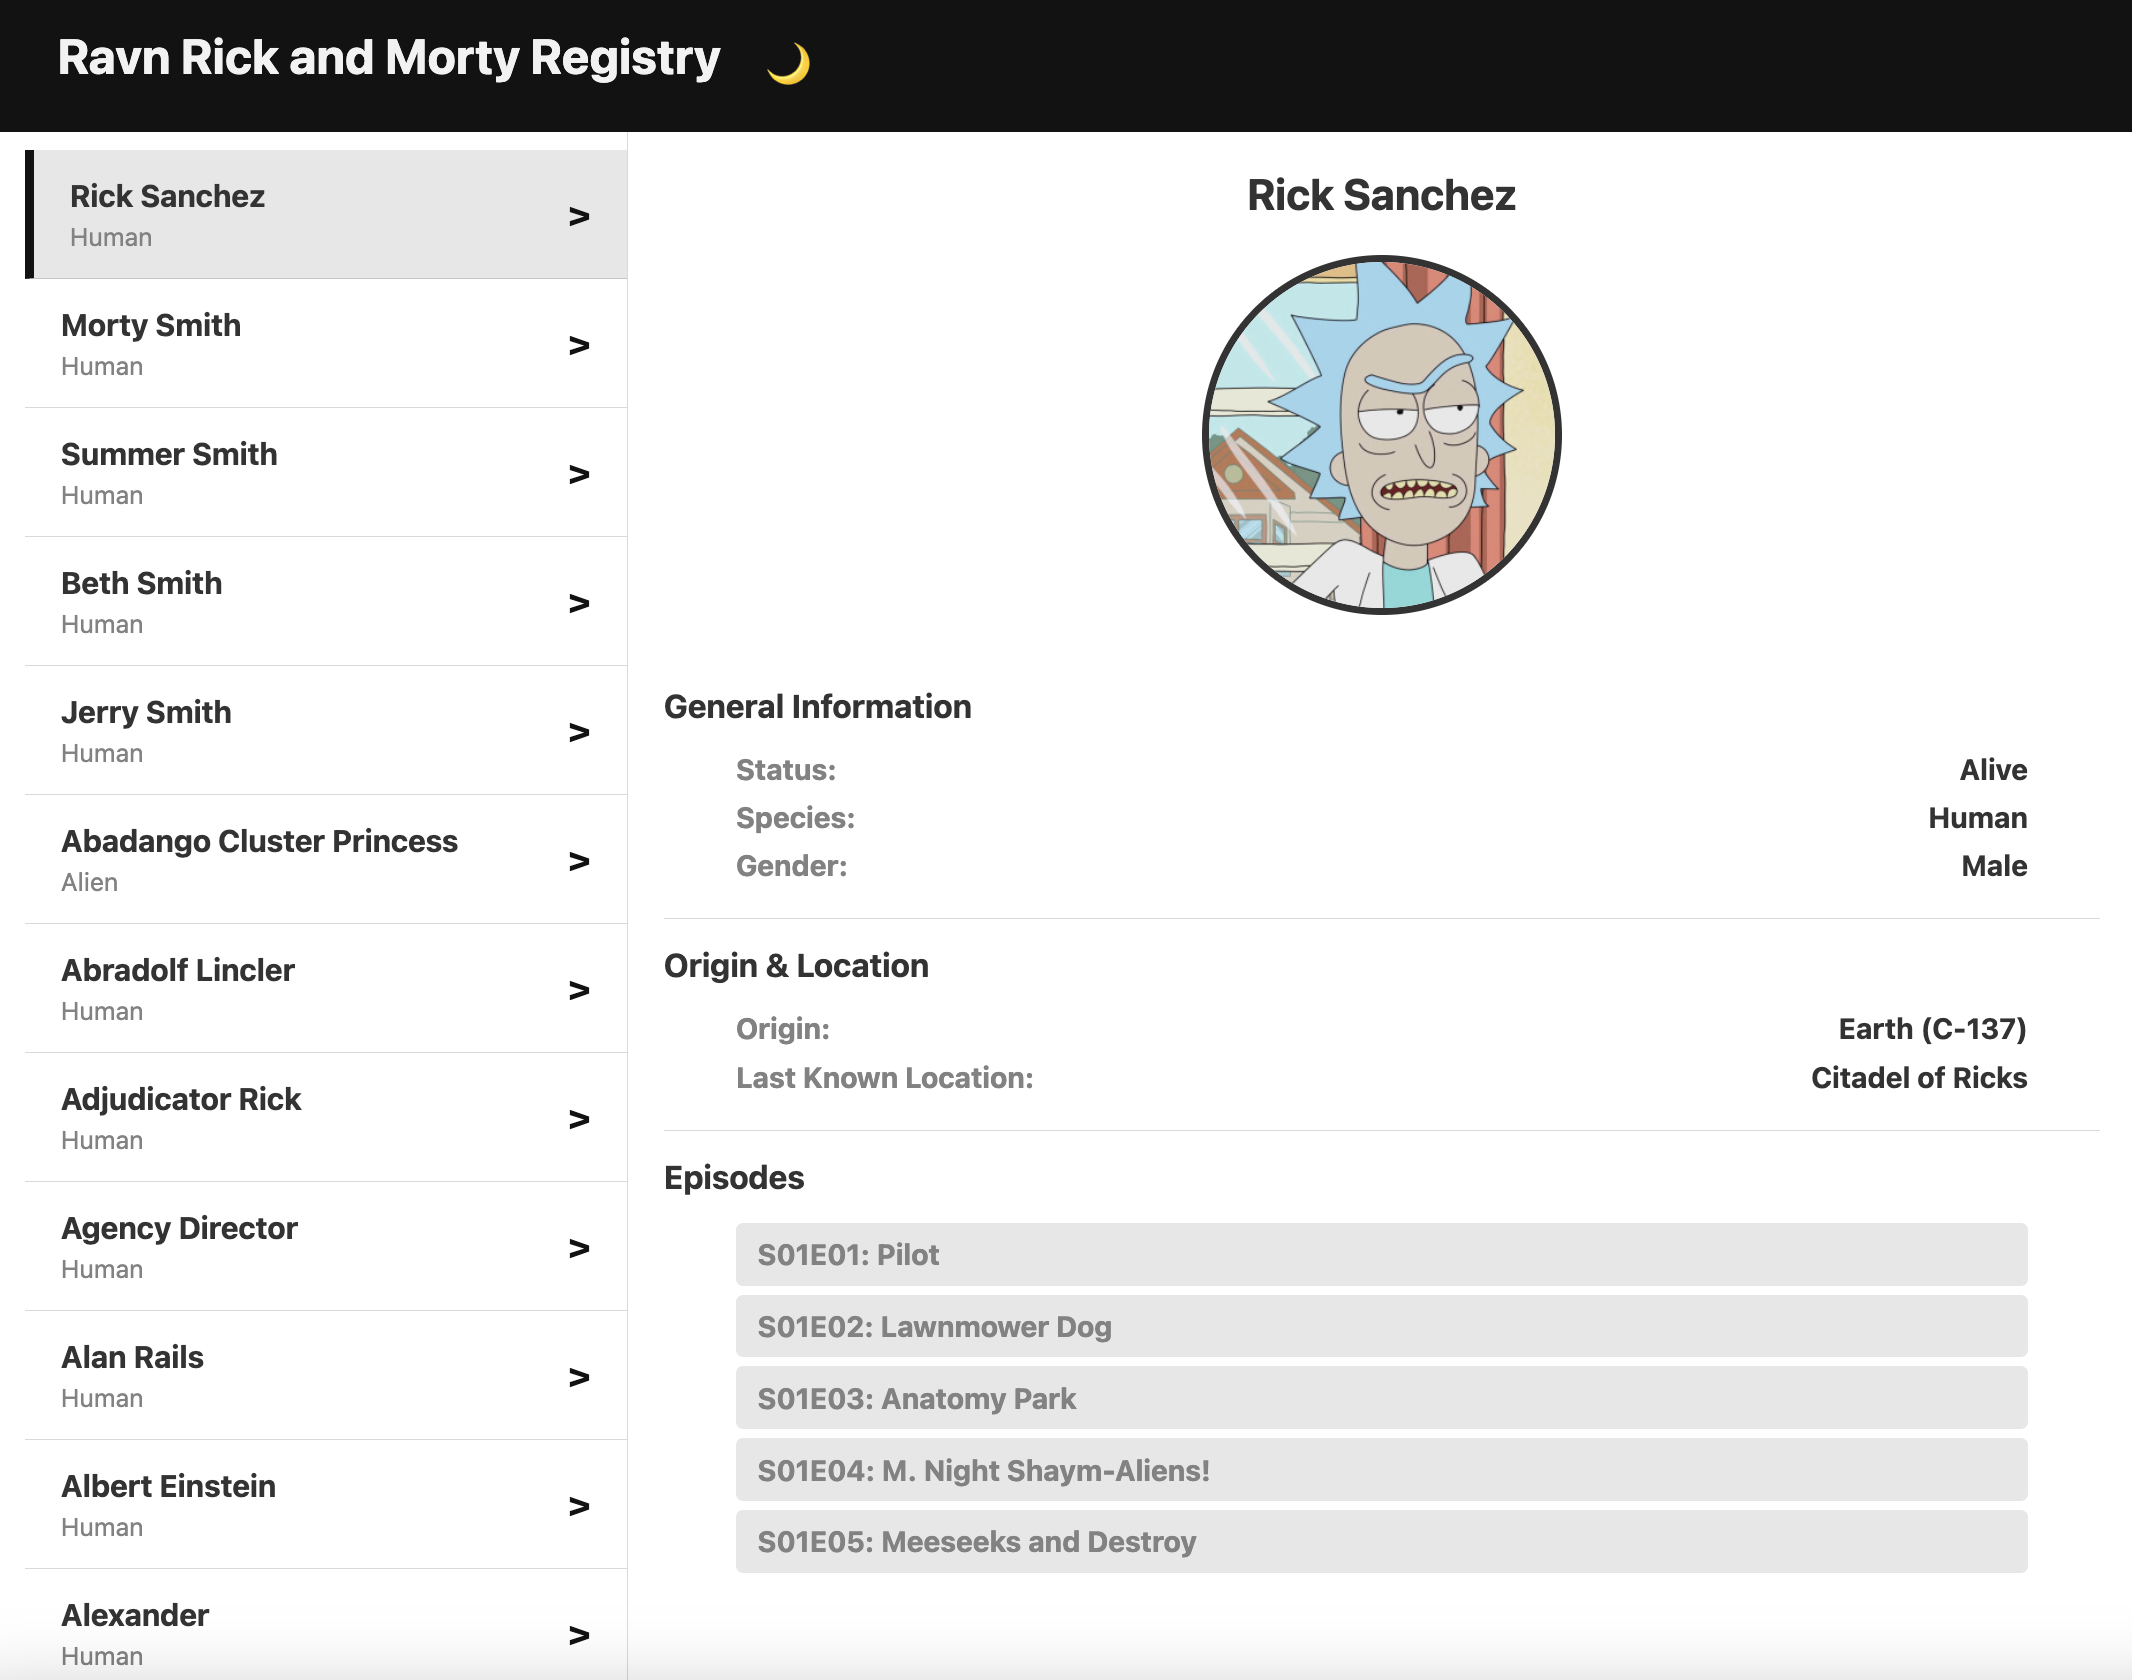 Ravn Rick and Morty Registry 🌙
Rick Sanchez
Human
>
Morty Smith
Human
>
Summer Smith
Human
>
Beth Smith
Human
>
Jerry Smith
Human
>
Abadango Cluster Princess
Alien
>
Abradolf Lincler
Human
>
Adjudicator Rick
Human
>
Agency Director
Human
>
Alan Rails
Human
>
Albert Einstein
Human
>
Alexander
Human
>
Rick Sanchez
General Information
Status: Alive
Species: Human
Gender: Male
Origin & Location
Origin: Earth (C-137)
Last Known Location: Citadel of Ricks
Episodes
S01E01: Pilot
S01E02: Lawnmower Dog
S01E03: Anatomy Park
S01E04: M. Night Shaym-Aliens!
S01E05: Meeseeks and Destroy